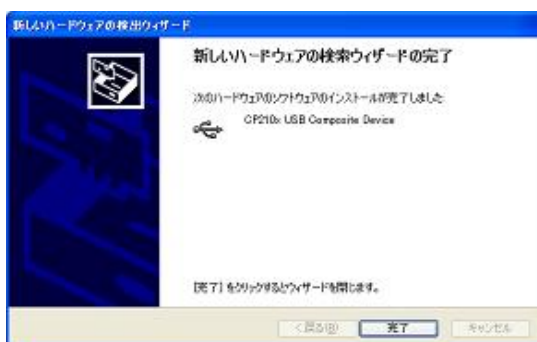 新しいハードウェアの検出ウィザード
新しいハードウェアの検索ウィザードの完了
次のハードウェアのソフトウェアのインストールが完了しました
CP210x USB Composite Device
[完了] をクリックするとウィザードを閉じます。
< 戻る(B)
完了
キャンセル